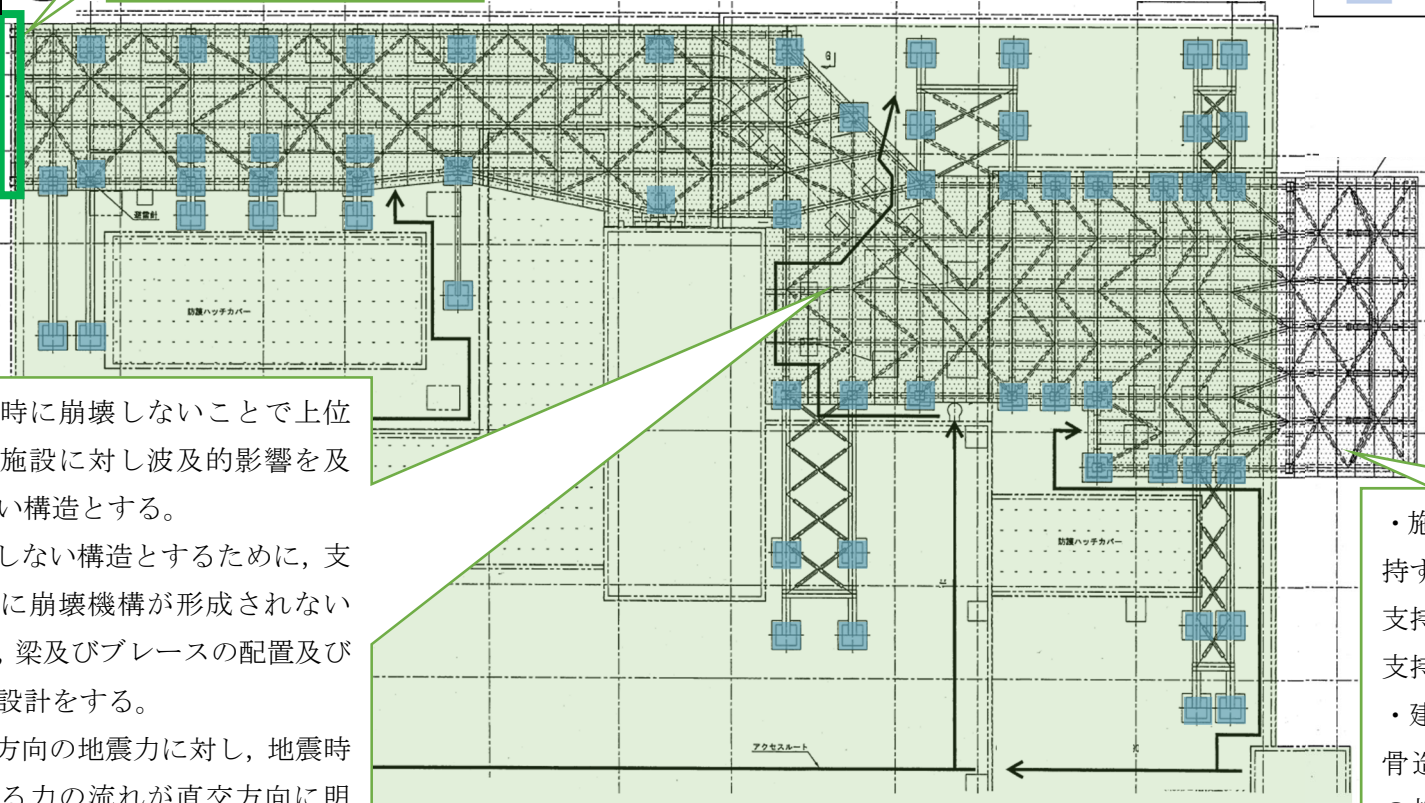 避雷針
防護ハッチカバー
時に崩壊しないことで上位
施設に対し波及的影響を及
い構造とする。
しない構造とするために，支
に崩壊機構が形成されない
，梁及びブレースの配置及び
設計をする。
方向の地震力に対し，地震時
る力の流れが直交方向に明
防護ハッチカバー
アクセスルート
・施
持す
支持
支持
・建
骨造